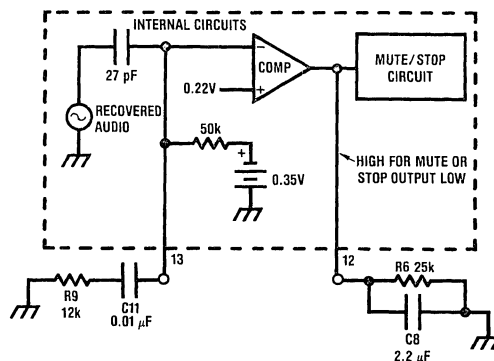 INTERNAL CIRCUITS
27 pF
RECOVERED
AUDIO
0.22V
−
+
COMP
MUTE/STOP
CIRCUIT
50k
+
0.35V
HIGH FOR MUTE OR
STOP OUTPUT LOW
13
12
R9
12k
C11
0.01 μF
R6 25k
C8
2.2 μF